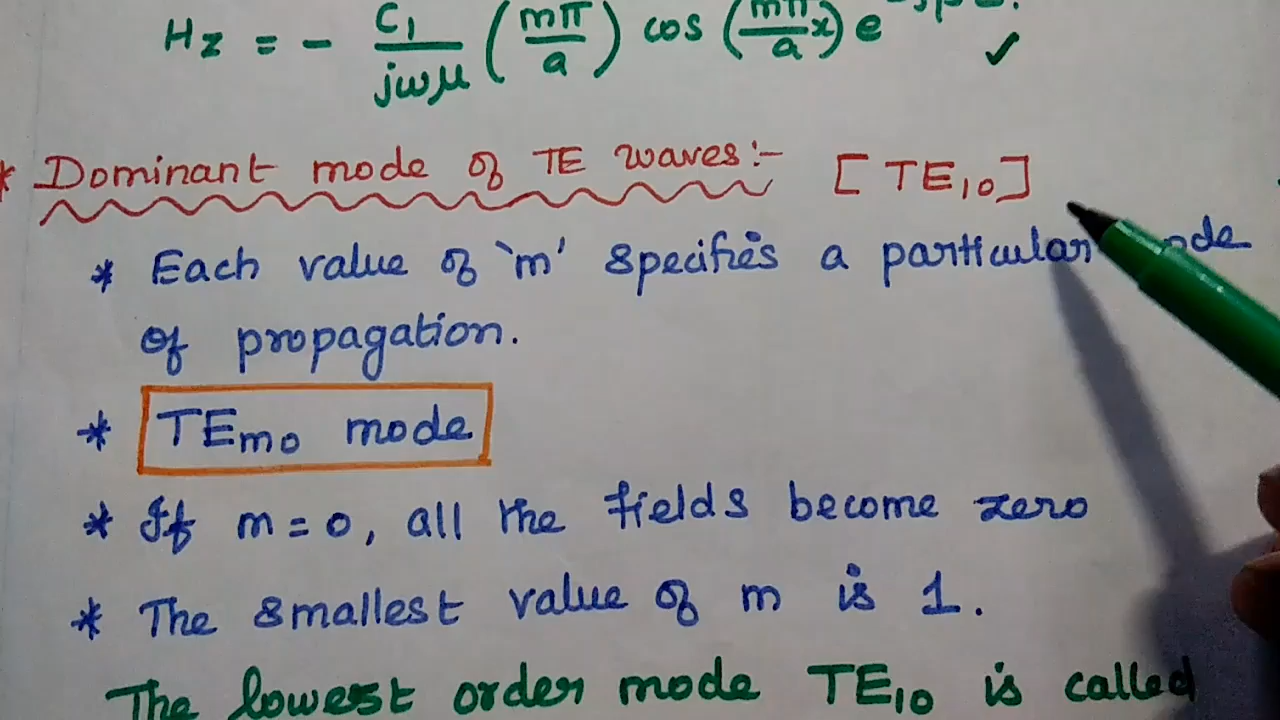 Hz = - C1/jωμ (mπ/a) cos (mπ/a x) e
* Dominant mode of TE waves:- [TE10]
* Each value of 'm' specifies a particular mode
of propagation.
* TEm0 mode
* If m=0, all the fields become zero
* The smallest value of m is 1.
The lowest order mode TE10 is called